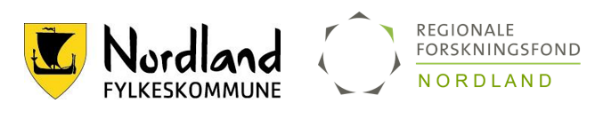 Nordland
FYLKESKOMMUNE
REGIONALE
FORSKNINGSFOND
NORDLAND